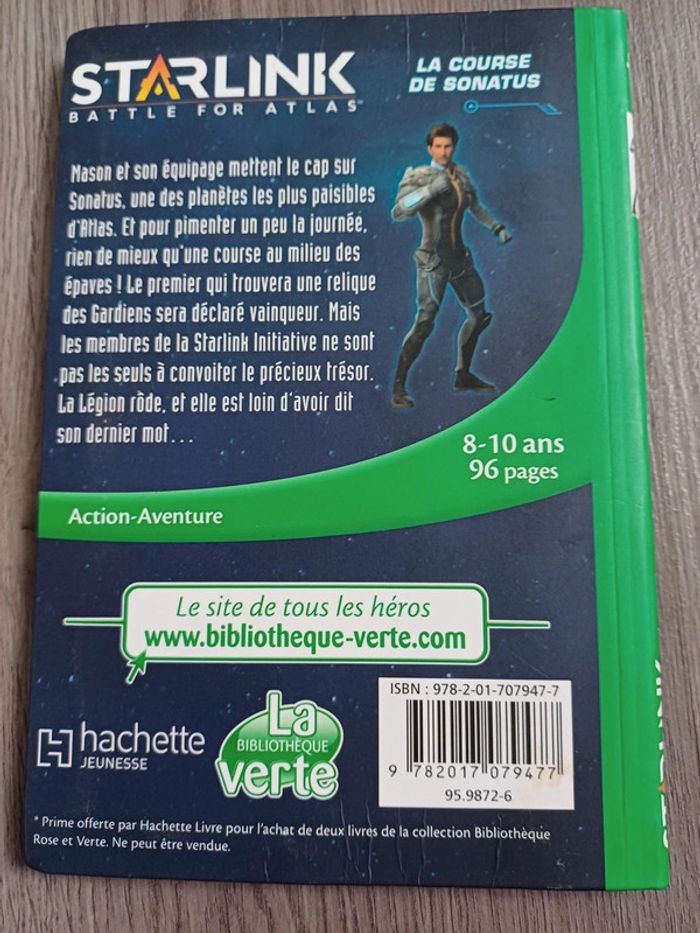 STARLINK
BATTLE FOR ATLAS™
LA COURSE
DE SONATUS
Mason et son équipage mettent le cap sur
Sonatus, une des planètes les plus paisibles
d'Atlas. Et pour pimenter un peu la journée,
rien de mieux qu'une course au milieu des
épaves ! Le premier qui trouvera une relique
des Gardiens sera déclaré vainqueur. Mais
les membres de la Starlink Initiative ne sont
pas les seuls à convoiter le précieux trésor.
La Légion rôde, et elle est loin d'avoir dit
son dernier mot...
8-10 ans
96 pages
Action-Aventure
Le site de tous les héros
www.bibliotheque-verte.com
hachette
JEUNESSE
La
BIBLIOTHÈQUE
verte
ISBN : 978-2-01-707947-7
9 782017 079477
95.9872-6
* Prime offerte par Hachette Livre pour l'achat de deux livres de la collection Bibliothèque
Rose et Verte. Ne peut être vendue.
STARLINK